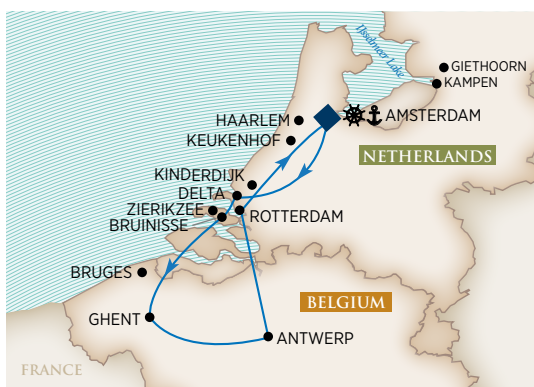 IJsselmeer Lake
GIETHOORN
KAMPEN
HAARLEM
AMSTERDAM
KEUKENHOF
NETHERLANDS
KINDERDIJK
DELTA
ZIERIKZEE
ROTTERDAM
BRUINISSE
BRUGES
BELGIUM
GHENT
ANTWERP
FRANCE